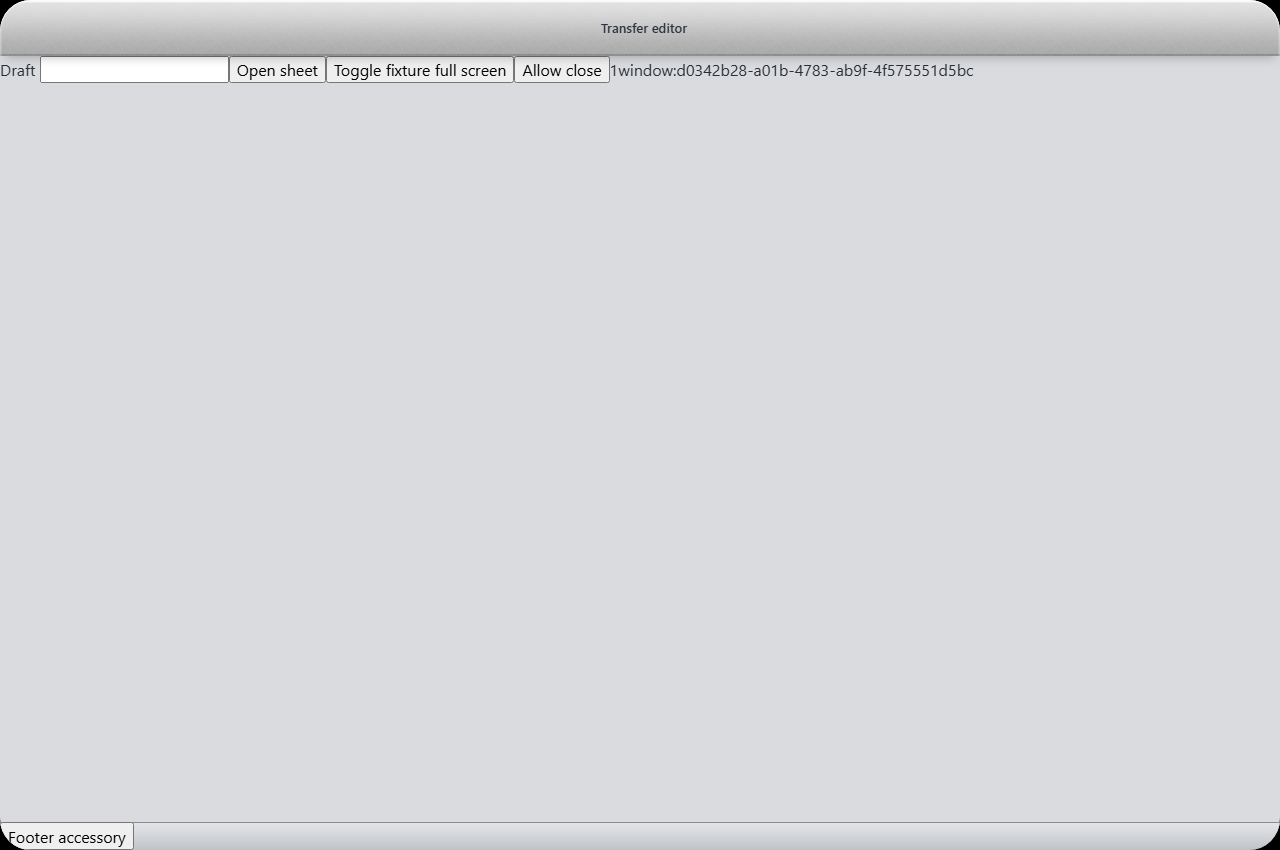 Transfer editor
Draft Open sheet Toggle fixture full screen Allow close 1window:d0342b28-a01b-4783-ab9f-4f575551d5bc
Footer accessory